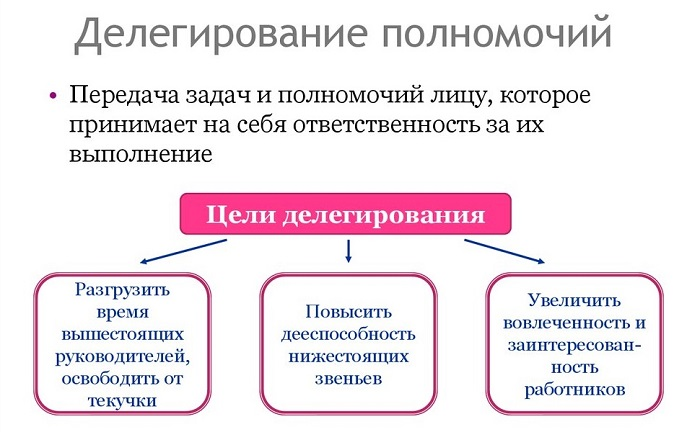 Делегирование полномочий
• Передача задач и полномочий лицу, которое
принимает на себя ответственность за их
выполнение
Цели делегирования
Разгрузить
время
вышестоящих
руководителей,
освободить от
текучки
Повысить
дееспособность
нижестоящих
звеньев
Увеличить
вовлеченность и
заинтересован-
ность
работников